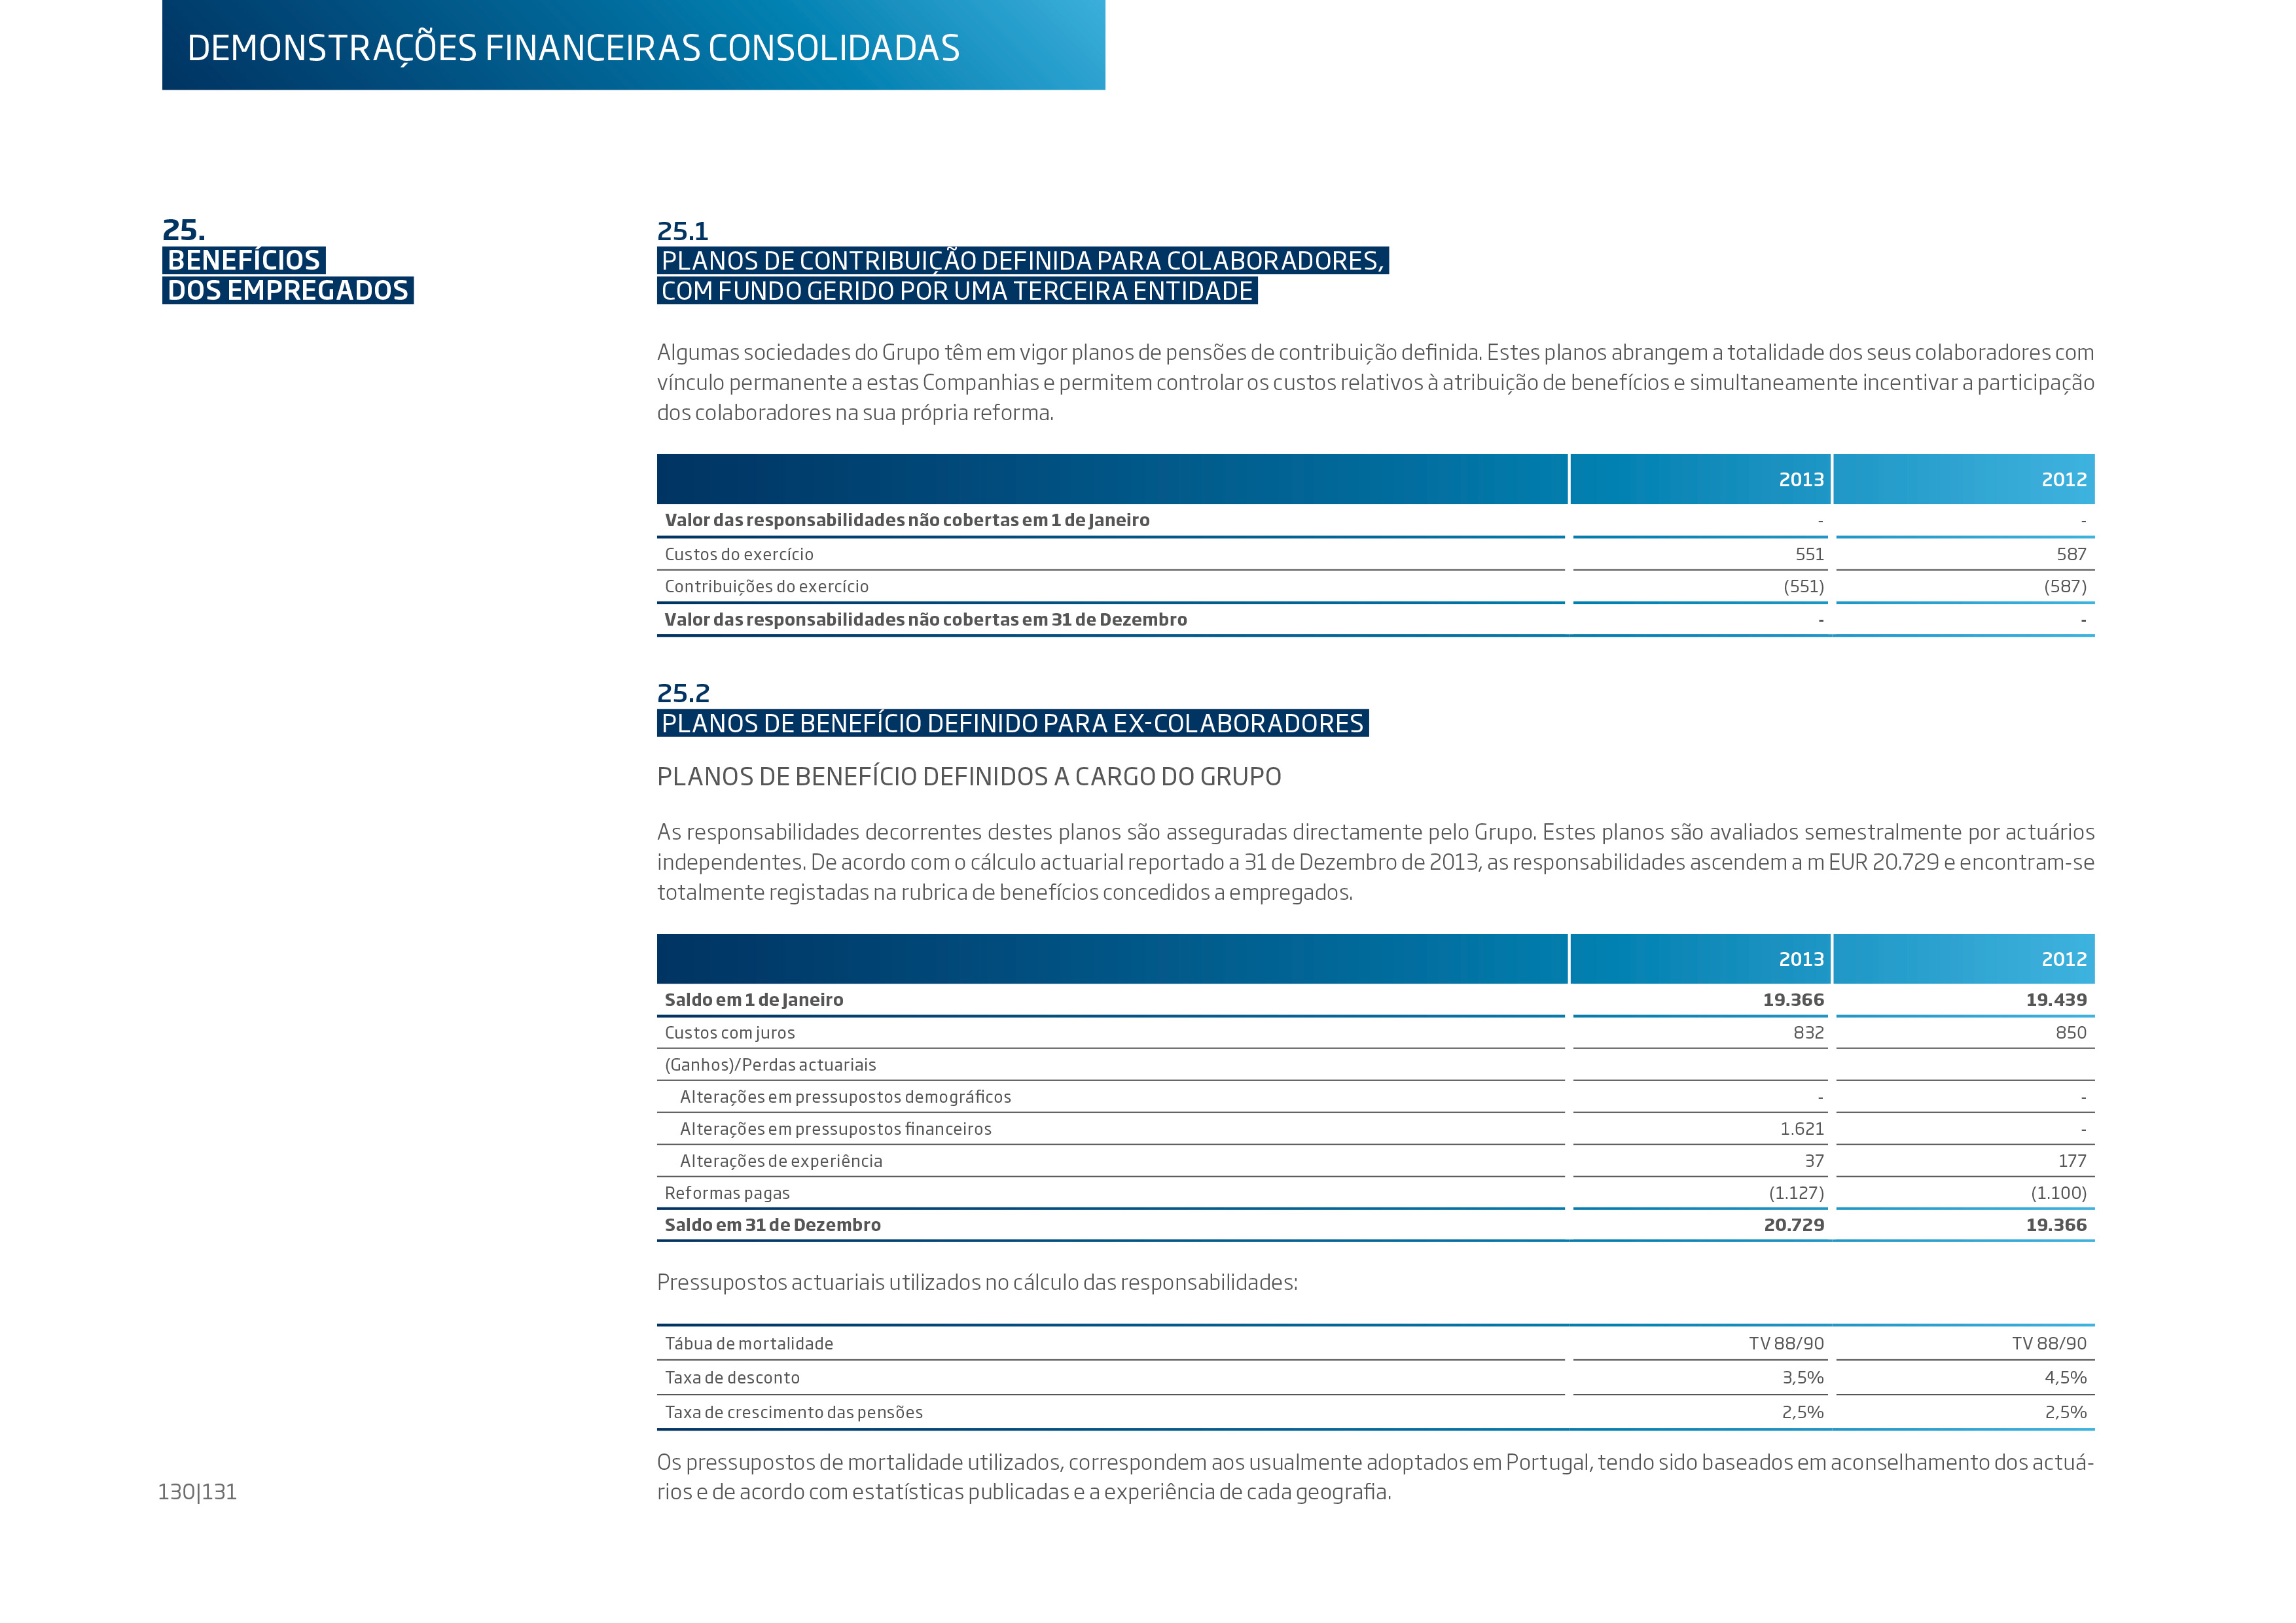 DEMONSTRAÇÕES FINANCEIRAS CONSOLIDADAS
25.
BENEFÍCIOS
DOS EMPREGADOS
25.1
PLANOS DE CONTRIBUIÇÃO DEFINIDA PARA COLABORADORES,
COM FUNDO GERIDO POR UMA TERCEIRA ENTIDADE
Algumas sociedades do Grupo têm em vigor planos de pensões de contribuição definida. Estes planos abrangem a totalidade dos seus colaboradores com
vínculo permanente a estas Companhias e permitem controlar os custos relativos à atribuição de benefícios e simultaneamente incentivar a participação
dos colaboradores na sua própria reforma.
2013 2012
Valor das responsabilidades não cobertas em 1 de Janeiro - -
Custos do exercício 551 587
Contribuições do exercício (551) (587)
Valor das responsabilidades não cobertas em 31 de Dezembro - -
25.2
PLANOS DE BENEFÍCIO DEFINIDO PARA EX-COLABORADORES
PLANOS DE BENEFÍCIO DEFINIDOS A CARGO DO GRUPO
As responsabilidades decorrentes destes planos são asseguradas directamente pelo Grupo. Estes planos são avaliados semestralmente por actuários
independentes. De acordo com o cálculo actuarial reportado a 31 de Dezembro de 2013, as responsabilidades ascendem a m EUR 20.729 e encontram-se
totalmente registadas na rubrica de benefícios concedidos a empregados.
2013 2012
Saldo em 1 de Janeiro 19.366 19.439
Custos com juros 832 850
(Ganhos)/Perdas actuariais
Alterações em pressupostos demográficos - -
Alterações em pressupostos financeiros 1.621 -
Alterações de experiência 37 177
Reformas pagas (1.127) (1.100)
Saldo em 31 de Dezembro 20.729 19.366
Pressupostos actuariais utilizados no cálculo das responsabilidades:
Tábua de mortalidade TV 88/90 TV 88/90
Taxa de desconto 3,5% 4,5%
Taxa de crescimento das pensões 2,5% 2,5%
Os pressupostos de mortalidade utilizados, correspondem aos usualmente adoptados em Portugal, tendo sido baseados em aconselhamento dos actuá-
rios e de acordo com estatísticas publicadas e a experiência de cada geografia.
130|131